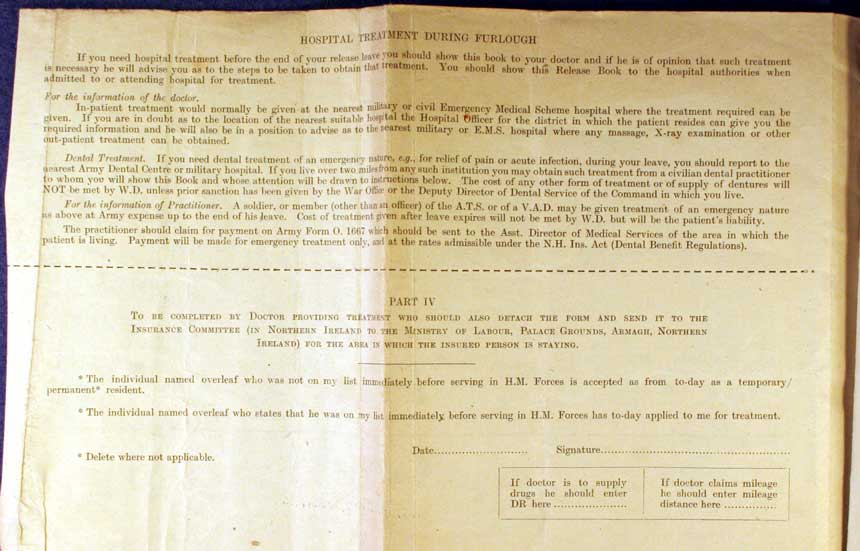 HOSPITAL TREATMENT DURING FURLOUGH
If you need hospital treatment before the end of your release leave you should show this book to your doctor and if he is of opinion that such treatment
is necessary he will advise you as to the steps to be taken to obtain that treatment. You should show this Release Book to the hospital authorities when
admitted to or attending hospital for treatment.
For the information of the doctor.
In-patient treatment would normally be given at the nearest military or civil Emergency Medical Scheme hospital where the treatment required can be
given. If you are in doubt as to the location of the nearest suitable hospital the Hospital Officer for the district in which the patient resides can give you the
required information and he will also be in a position to advise as to the nearest military or E.M.S. hospital where any massage, X-ray examination or other
out-patient treatment can be obtained.
Dental Treatment. If you need dental treatment of an emergency nature, e.g., for relief of pain or acute infection, during your leave, you should report to the
nearest Army Dental Centre or military hospital. If you live over two miles from any such institution you may obtain such treatment from a civilian dental practitioner
to whom you will show this Book and whose attention will be drawn to instructions below. The cost of any other form of treatment or of supply of dentures will
NOT be met by W.D. unless prior sanction has been given by the War Office or the Deputy Director of Dental Service of the Command in which you live.
For the information of Practitioner. A soldier, or member (other than an officer) of the A.T.S. or of a V.A.D. may be given treatment of an emergency nature
as above at Army expense up to the end of his leave. Cost of treatment given after leave expires will not be met by W.D. but will be the patient's liability.
The practitioner should claim for payment on Army Form O. 1667 which should be sent to the Asst. Director of Medical Services of the area in which the
patient is living. Payment will be made for emergency treatment only, and at the rates admissible under the N.H. Ins. Act (Dental Benefit Regulations).
PART IV
TO BE COMPLETED BY DOCTOR PROVIDING TREATMENT WHO SHOULD ALSO DETACH THE FORM AND SEND IT TO THE
INSURANCE COMMITTEE (IN NORTHERN IRELAND TO THE MINISTRY OF LABOUR, PALACE GROUNDS, ARMAGH, NORTHERN
IRELAND) FOR THE AREA IN WHICH THE INSURED PERSON IS STAYING.
* The individual named overleaf who was not on my list immediately before serving in H.M. Forces is accepted as from to-day as a temporary/
permanent* resident.
* The individual named overleaf who states that he was on my list immediately before serving in H.M. Forces has to-day applied to me for treatment.
Date........................... Signature....................................................
* Delete where not applicable.
If doctor is to supply
drugs he should enter
DR here .....................
If doctor claims mileage
he should enter mileage
distance here ...............